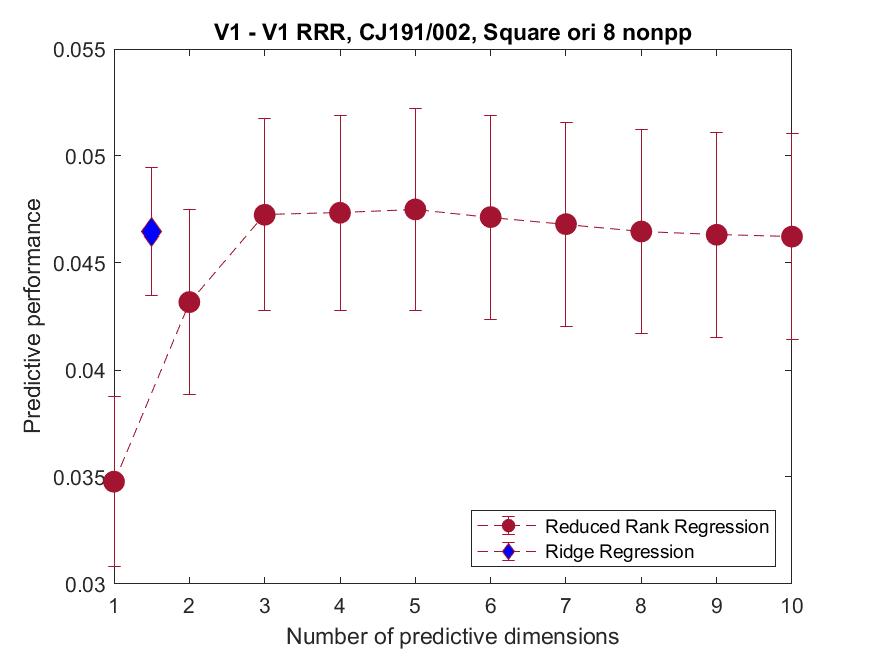 V1 - V1 RRR, CJ191/002, Square ori 8 nonpp
0.055
0.05
0.045
0.04
0.035
0.03
Predictive performance
1 2 3 4 5 6 7 8 9 10
Number of predictive dimensions
Reduced Rank Regression
Ridge Regression